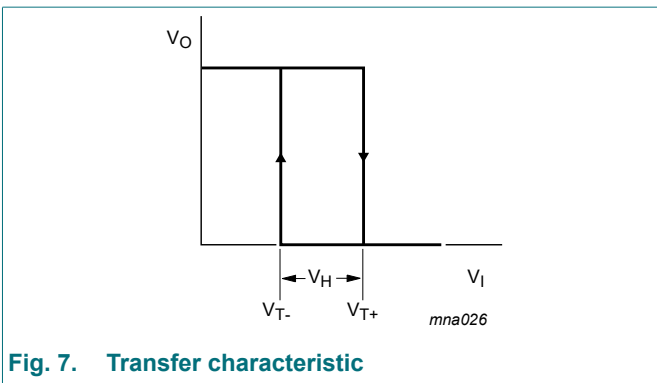 VO
VH
VI
VT-
VT+
mna026
Fig. 7. Transfer characteristic